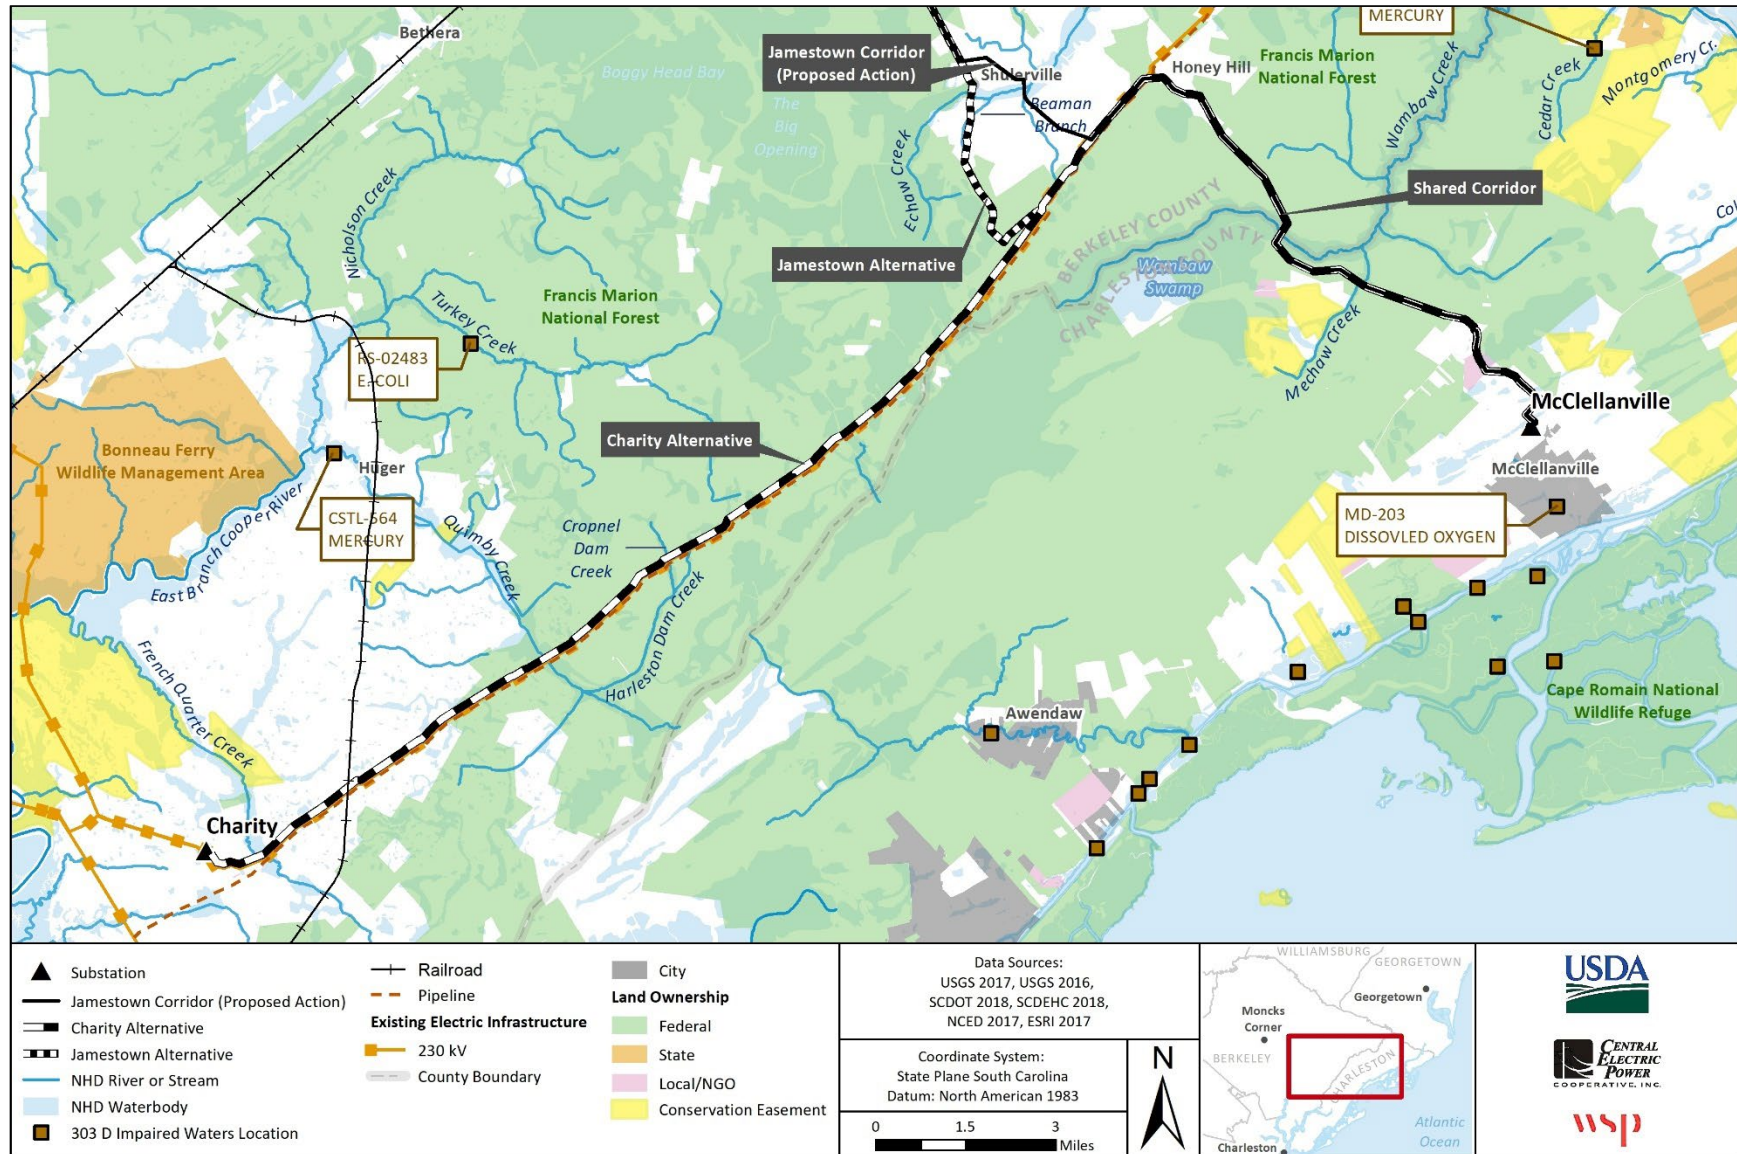 MERCURY
Bethera
Jamestown Corridor
(Proposed Action)
Shulerville
Honey Hill
Francis Marion
National Forest
Wambaw Creek
Cedar Creek
Montgomery Cr.
Boggy Head Bay
The
Big
Opening
Beaman
Branch
Echaw Creek
Nicholson Creek
Shared Corridor
Col
BERKELEY COUNTY
CHARLESTON COUNTY
Jamestown Alternative
Wambaw
Swamp
Turkey Creek
Francis Marion
National Forest
RS-02483
E. COLI
Mechaw Creek
McClellanville
Charity Alternative
Bonneau Ferry
Wildlife Management Area
Huger
McClellanville
CSTL-564
MERCURY
Quimby Creek
Cropnel
Dam
Creek
MD-203
DISSOVLED OXYGEN
East Branch Cooper River
Harleston Dam Creek
French Quarter Creek
Awendaw
Cape Romain National
Wildlife Refuge
Charity
Substation
Jamestown Corridor (Proposed Action)
Charity Alternative
Jamestown Alternative
NHD River or Stream
NHD Waterbody
303 D Impaired Waters Location
Railroad
Pipeline
Existing Electric Infrastructure
230 kV
County Boundary
City
Land Ownership
Federal
State
Local/NGO
Conservation Easement
Data Sources:
USGS 2017, USGS 2016,
SCDOT 2018, SCDEHC 2018,
NCED 2017, ESRI 2017
Coordinate System:
State Plane South Carolina
Datum: North American 1983
0 1.5 3
Miles
N
WILLIAMSBURG
GEORGETOWN
Georgetown
Moncks
Corner
BERKELEY
CHARLESTON
Charleston
Atlantic
Ocean
USDA
CENTRAL
ELECTRIC
POWER
COOPERATIVE, INC.
wsp